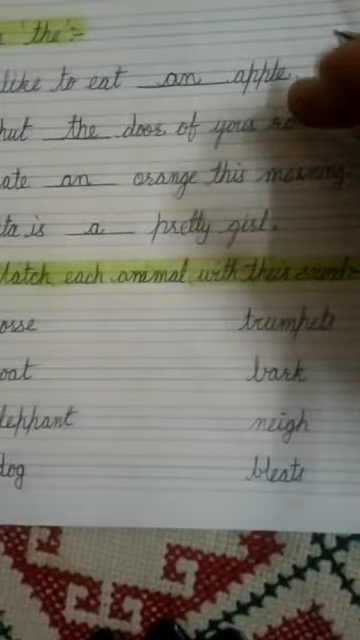 'the':-
like to eat an apple.
hut the door of your
ate an orange this morning.
ta is a pretty girl.
Match each animal with their
orse trumpets
oat bark
lephant neigh
dog bleats